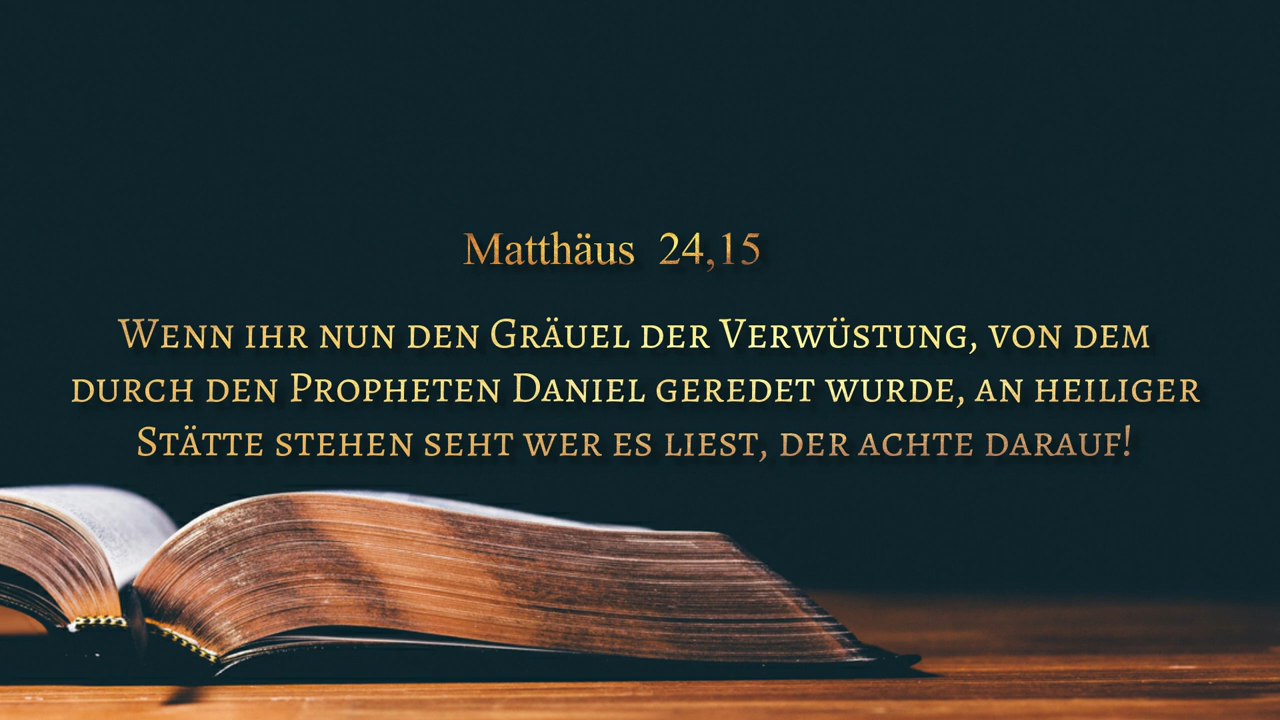 Matthäus 24,15
Wenn ihr nun den Gräuel der Verwüstung, von dem
durch den Propheten Daniel geredet wurde, an heiliger
Stätte stehen seht wer es liest, der achte darauf!